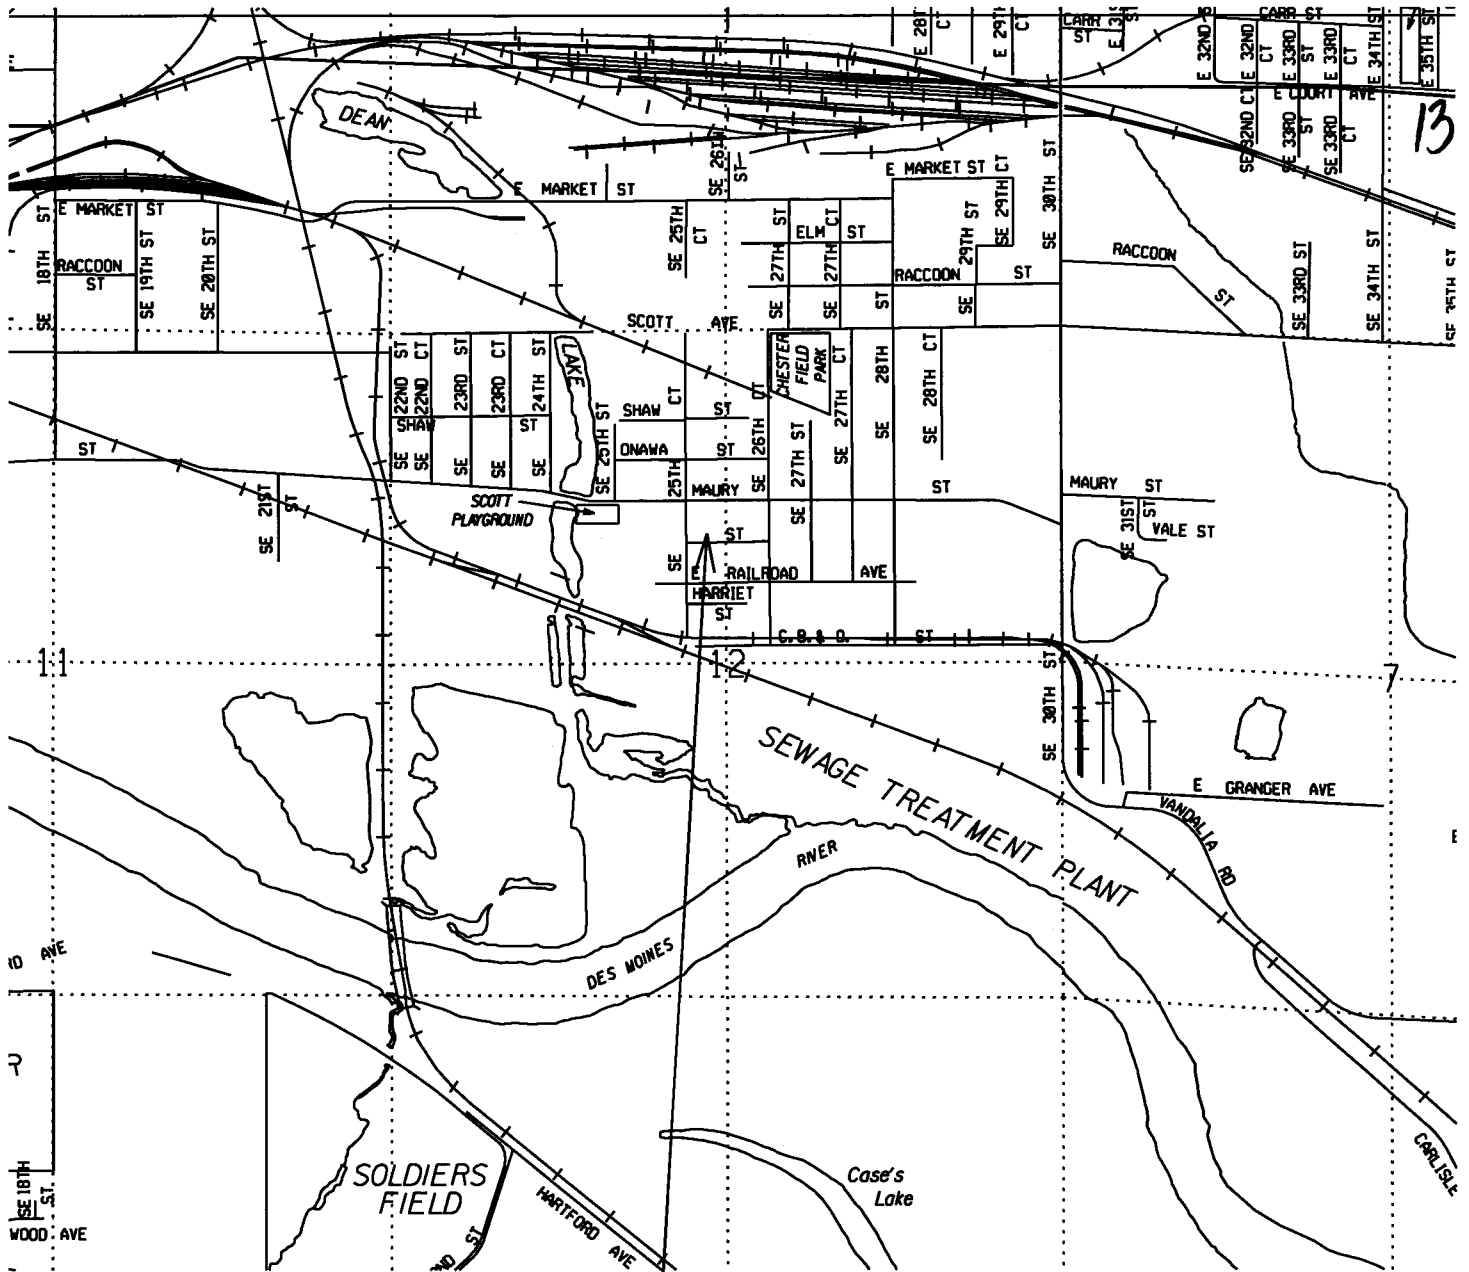 E 28TH
CT
E 29TH
CT
CARR
ST
E 32ND
E 32ND
CT
CARR ST
E 33RD
ST
E 33RD
CT
E 34TH ST
E 35TH ST
E COURT AVE
13
SE 32ND CT
SE 33RD
ST
SE 33RD
CT
DEAN
LAKE
E MARKET ST
SE 26TH
ST
E MARKET ST
SE 29TH CT
SE 30TH ST
E MARKET ST
SE 18TH ST
RACCOON
ST
SE 19TH ST
SE 20TH ST
SE 25TH
CT
SE 27TH ST
ELM ST
SE 27TH CT
29TH ST
SE
RACCOON ST
RACCOON
ST
SE 33RD ST
SE 34TH ST
SE 35TH ST
SCOTT AVE
CHESTER
FIELD
PARK
SE 22ND ST
SE 22ND CT
SE 23RD ST
SE 23RD CT
SE 24TH ST
SHAW ST
SE 25TH ST
SHAW ST
ONAWA ST
SE 25TH CT
SE 26TH CT
SE 27TH ST
SE 27TH CT
SE 28TH ST
SE 28TH CT
ST
MAURY ST
MAURY ST
SE 31ST
ST
VALE ST
SE 21ST
ST
SCOTT
PLAYGROUND
ST
E RAILROAD AVE
HARRIET
ST
C.B.& Q. ST
11
12
7
SE 30TH ST
SEWAGE TREATMENT PLANT
E GRANGER AVE
VANDALIA RD
RIVER
DES MOINES
AVE
SOLDIERS
FIELD
Case's
Lake
CARLISLE
SE 18TH
ST
WOOD AVE
HARTFORD AVE
ND ST